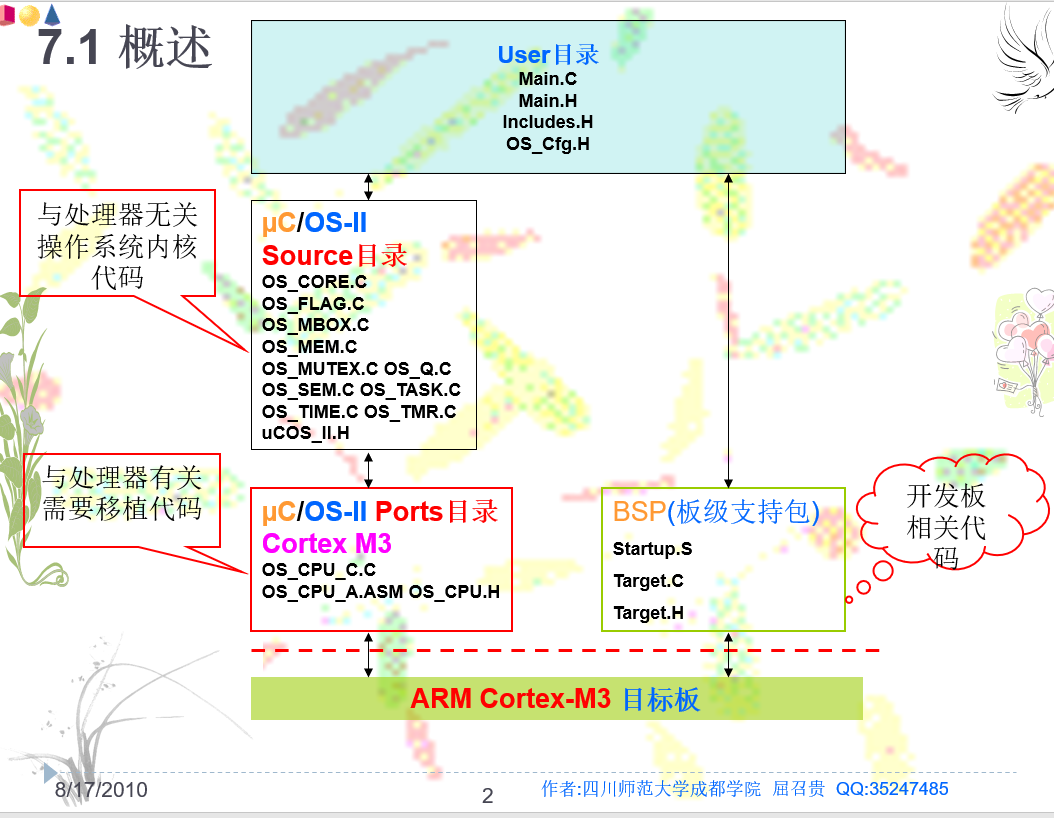 7.1 概述
User目录
Main.C
Main.H
Includes.H
OS_Cfg.H
与处理器无关
操作系统内核
代码
µC/OS-II
Source目录
OS_CORE.C
OS_FLAG.C
OS_MBOX.C
OS_MEM.C
OS_MUTEX.C OS_Q.C
OS_SEM.C OS_TASK.C
OS_TIME.C OS_TMR.C
uCOS_II.H
与处理器有关
需要移植代码
µC/OS-II Ports目录
Cortex M3
OS_CPU_C.C
OS_CPU_A.ASM OS_CPU.H
BSP(板级支持包)
Startup.S
Target.C
Target.H
开发板
相关代
码
ARM Cortex-M3 目标板
8/17/2010
2
作者:四川师范大学成都学院 屈召贵 QQ:35247485